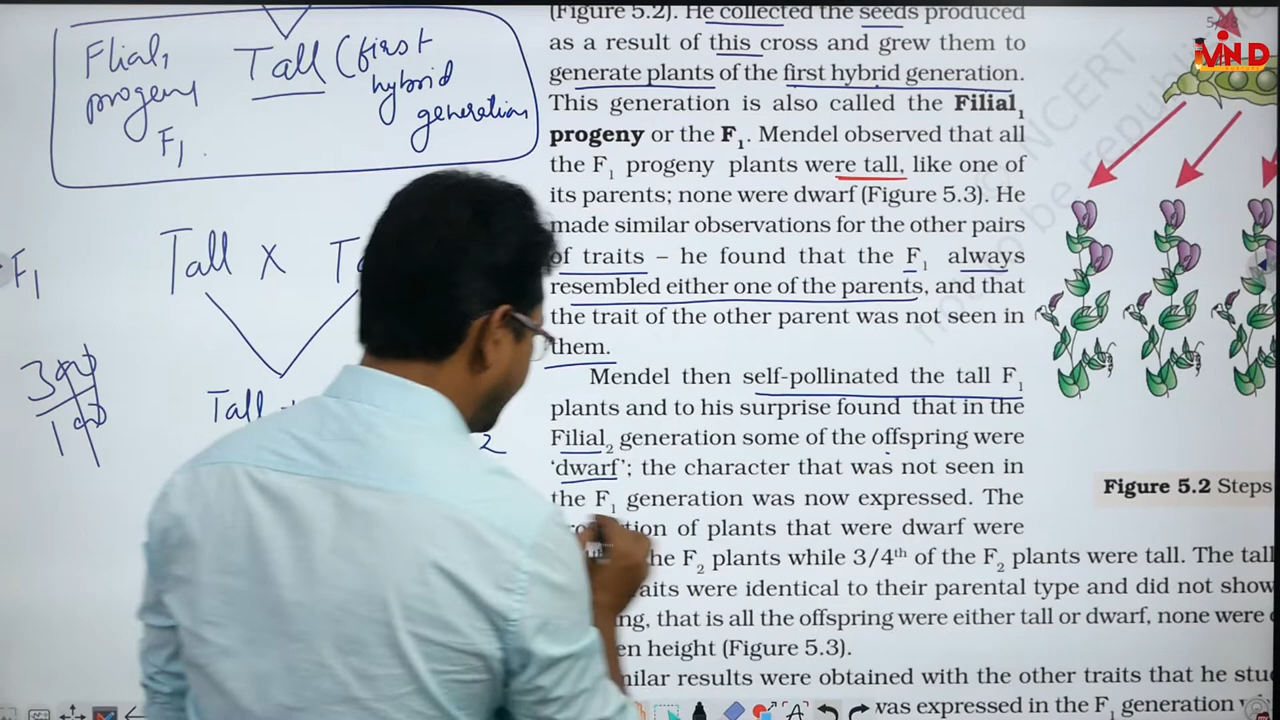 Filial,
progeny
F1.
Tall (first
hybrid
generation
F1
Tall X
Tall
2
(Figure 5.2). He collected the seeds produced
as a result of this cross and grew them to
generate plants of the first hybrid generation.
This generation is also called the Filial1
progeny or the F1. Mendel observed that all
the F1 progeny plants were tall, like one of
its parents; none were dwarf (Figure 5.3). He
made similar observations for the other pairs
of traits – he found that the F1 always
resembled either one of the parents, and that
the trait of the other parent was not seen in
them.
Mendel then self-pollinated the tall F1
plants and to his surprise found that in the
Filial2 generation some of the offspring were
‘dwarf’; the character that was not seen in
the F1 generation was now expressed. The
tion of plants that were dwarf were
he F2 plants while 3/4th of the F2 plants were tall. The tall
aits were identical to their parental type and did not show
ng, that is all the offspring were either tall or dwarf, none were
en height (Figure 5.3).
ilar results were obtained with the other traits that he stu
was expressed in the F1 generation
Figure 5.2 Steps
MIND